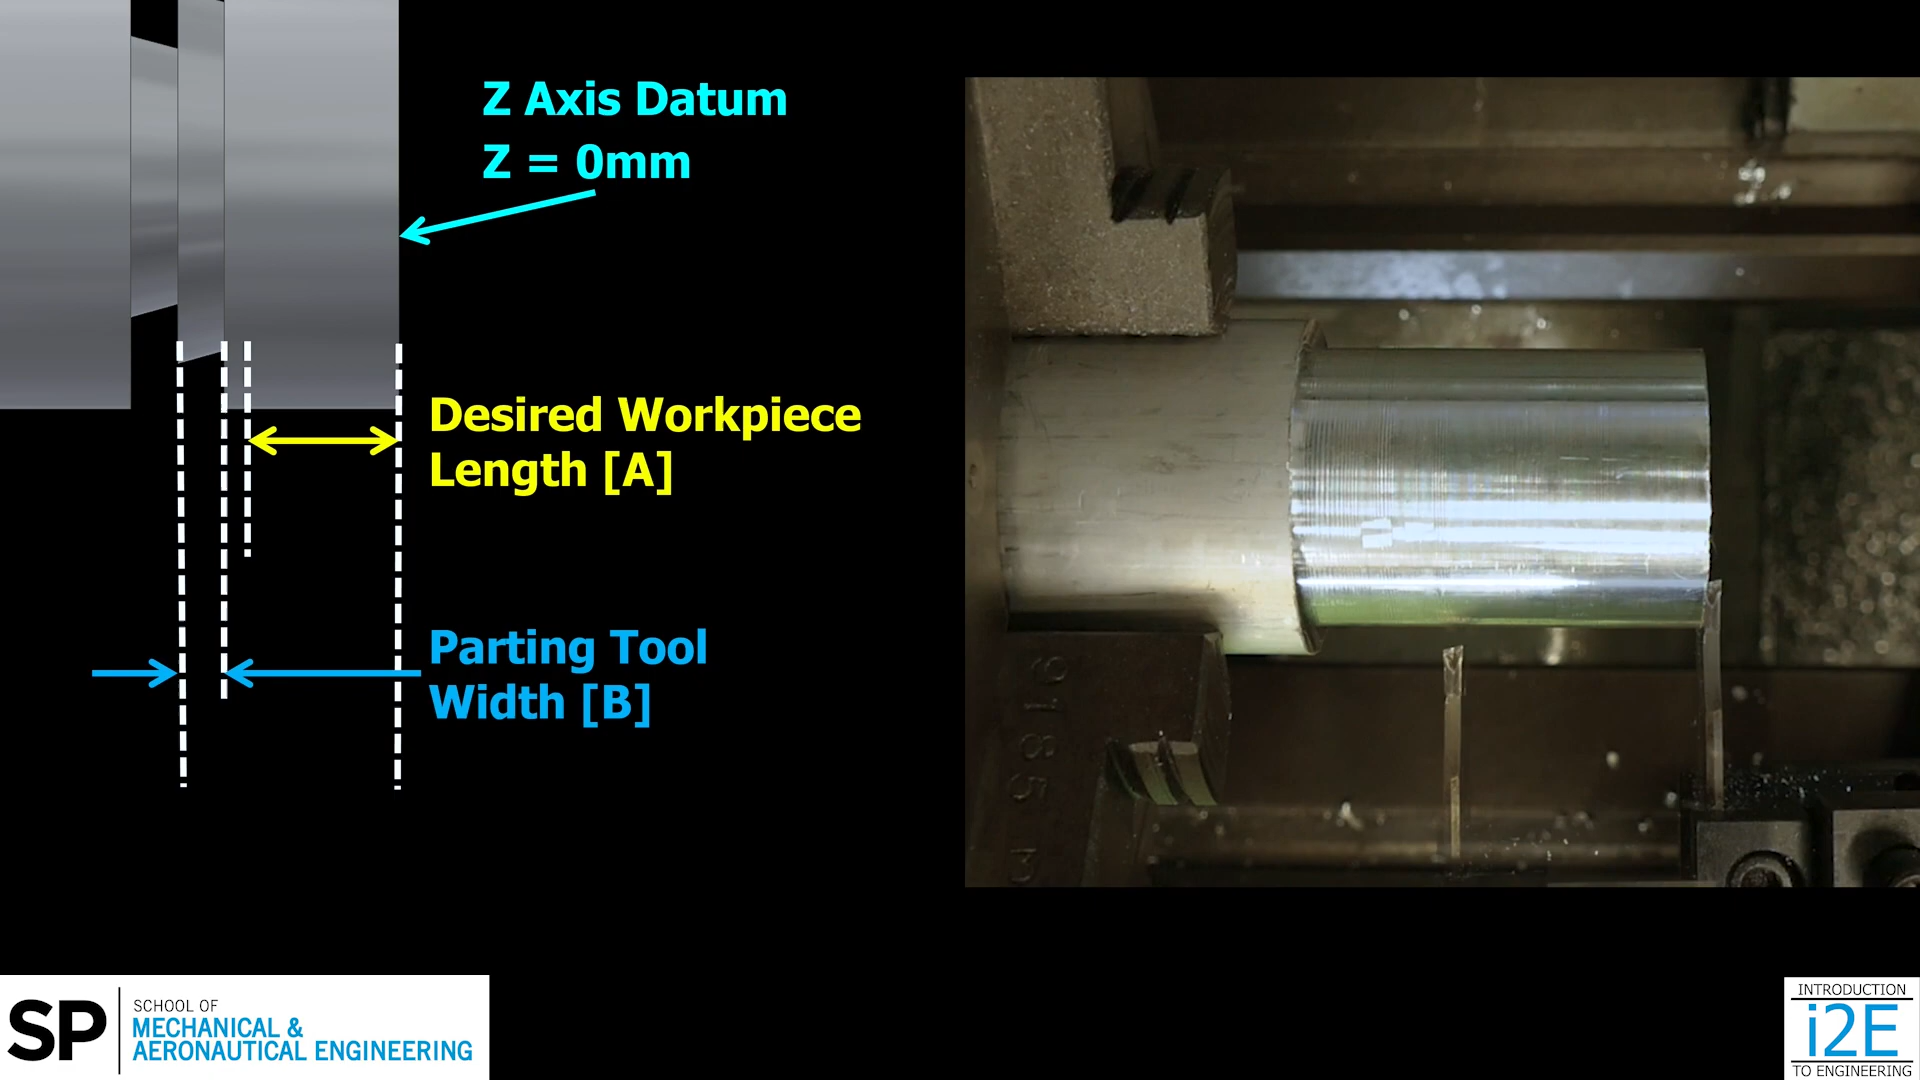 Z Axis Datum
Z = 0mm
Desired Workpiece
Length [A]
Parting Tool
Width [B]
9185
SP
SCHOOL OF
MECHANICAL &
AERONAUTICAL ENGINEERING
INTRODUCTION
i2E
TO ENGINEERING